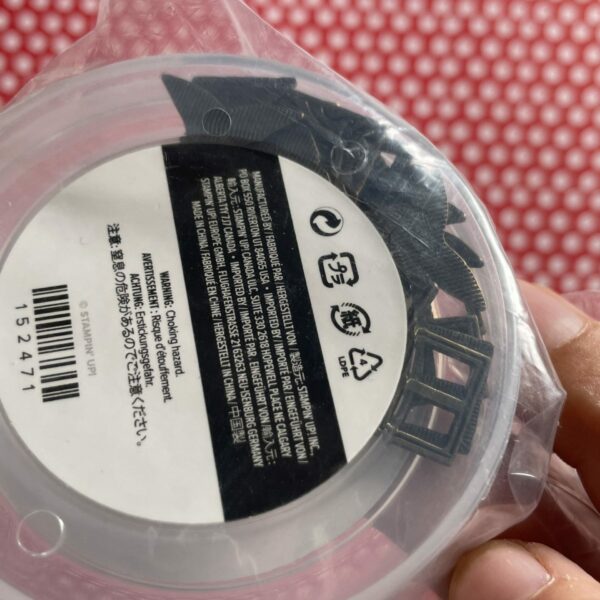 MANUFACTURED BY / FABRIQUÉ PAR / HERGESTELLT VON / 製造元: STAMPIN' UP! INC.
PO BOX 550 RIVERTON UT 84065 USA • IMPORTED BY / IMPORTÉ PAR / EINGEFÜHRT VON /
輸入元: STAMPIN' UP! CANADA ULC • SUITE 330 2618 HOPEWELL PLACE NE CALGARY
ALBERTA T1Y 7J7 CANADA • IMPORTED BY / IMPORTÉ PAR / EINGEFÜHRT VON / 輸入元:
STAMPIN' UP! EUROPE GMBH, FLUGHAFENSTRASSE 21 63263 NEU-ISENBURG GERMANY
MADE IN CHINA / FABRIQUÉ EN CHINE / HERGESTELLT IN CHINA / 中国製
プラ
紙
LDPE
WARNING: Choking hazard.
AVERTISSEMENT : Risque d'étouffement.
ACHTUNG: Erstickungsgefahr.
注意: 窒息の危険があるのでご注意ください。
© STAMPIN' UP!
152471